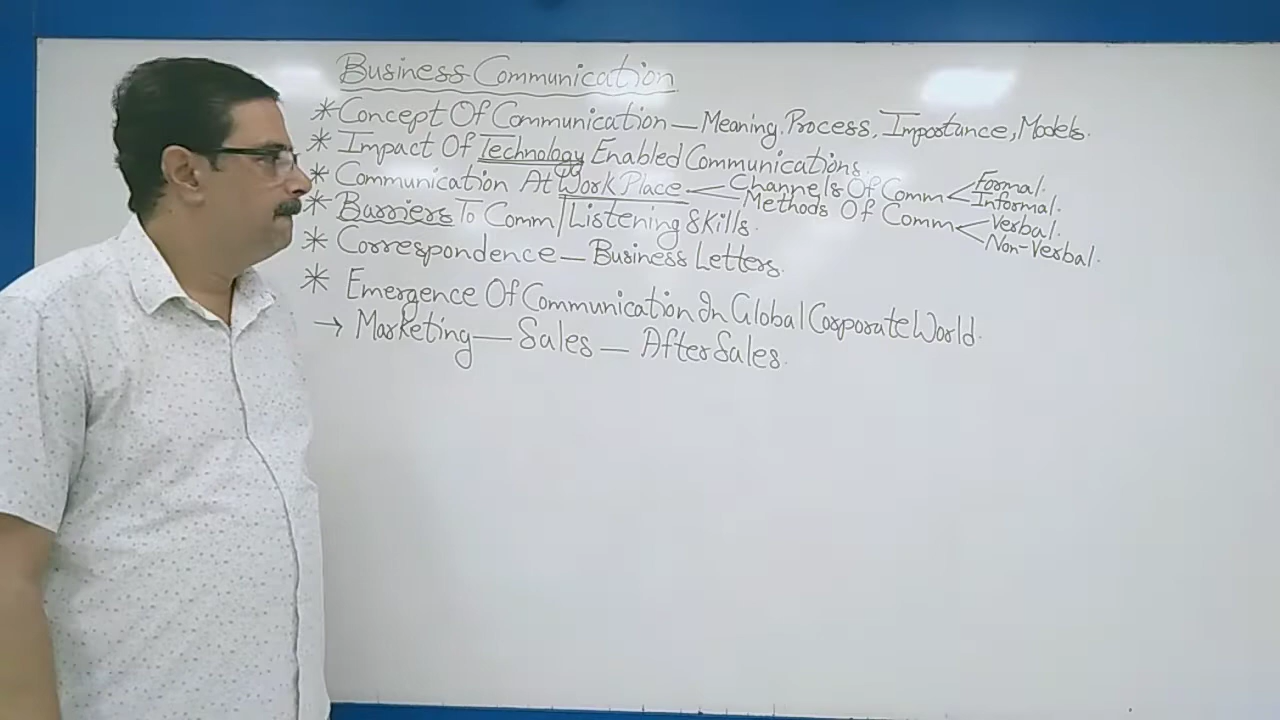 Business Communication
* Concept Of Communication — Meaning, Process, Importance, Models.
* Impact Of Technology Enabled Communications.
* Communication At Work Place. < Channels Of Comm < Formal. Informal.
Methods Of Comm < Verbal. Non-Verbal.
* Barriers To Comm/Listening Skills.
* Correspondence — Business Letters.
* Emergence Of Communication In Global Corporate World.
→ Marketing — Sales — After Sales.